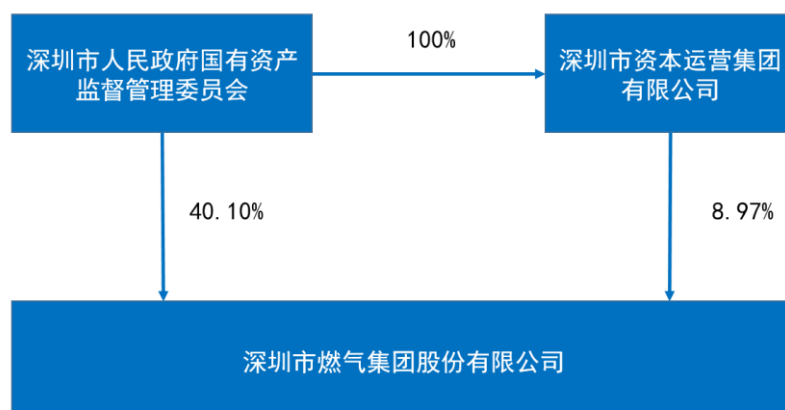 深圳市人民政府国有资产
监督管理委员会
100%
深圳市资本运营集团
有限公司
40.10%
8.97%
深圳市燃气集团股份有限公司